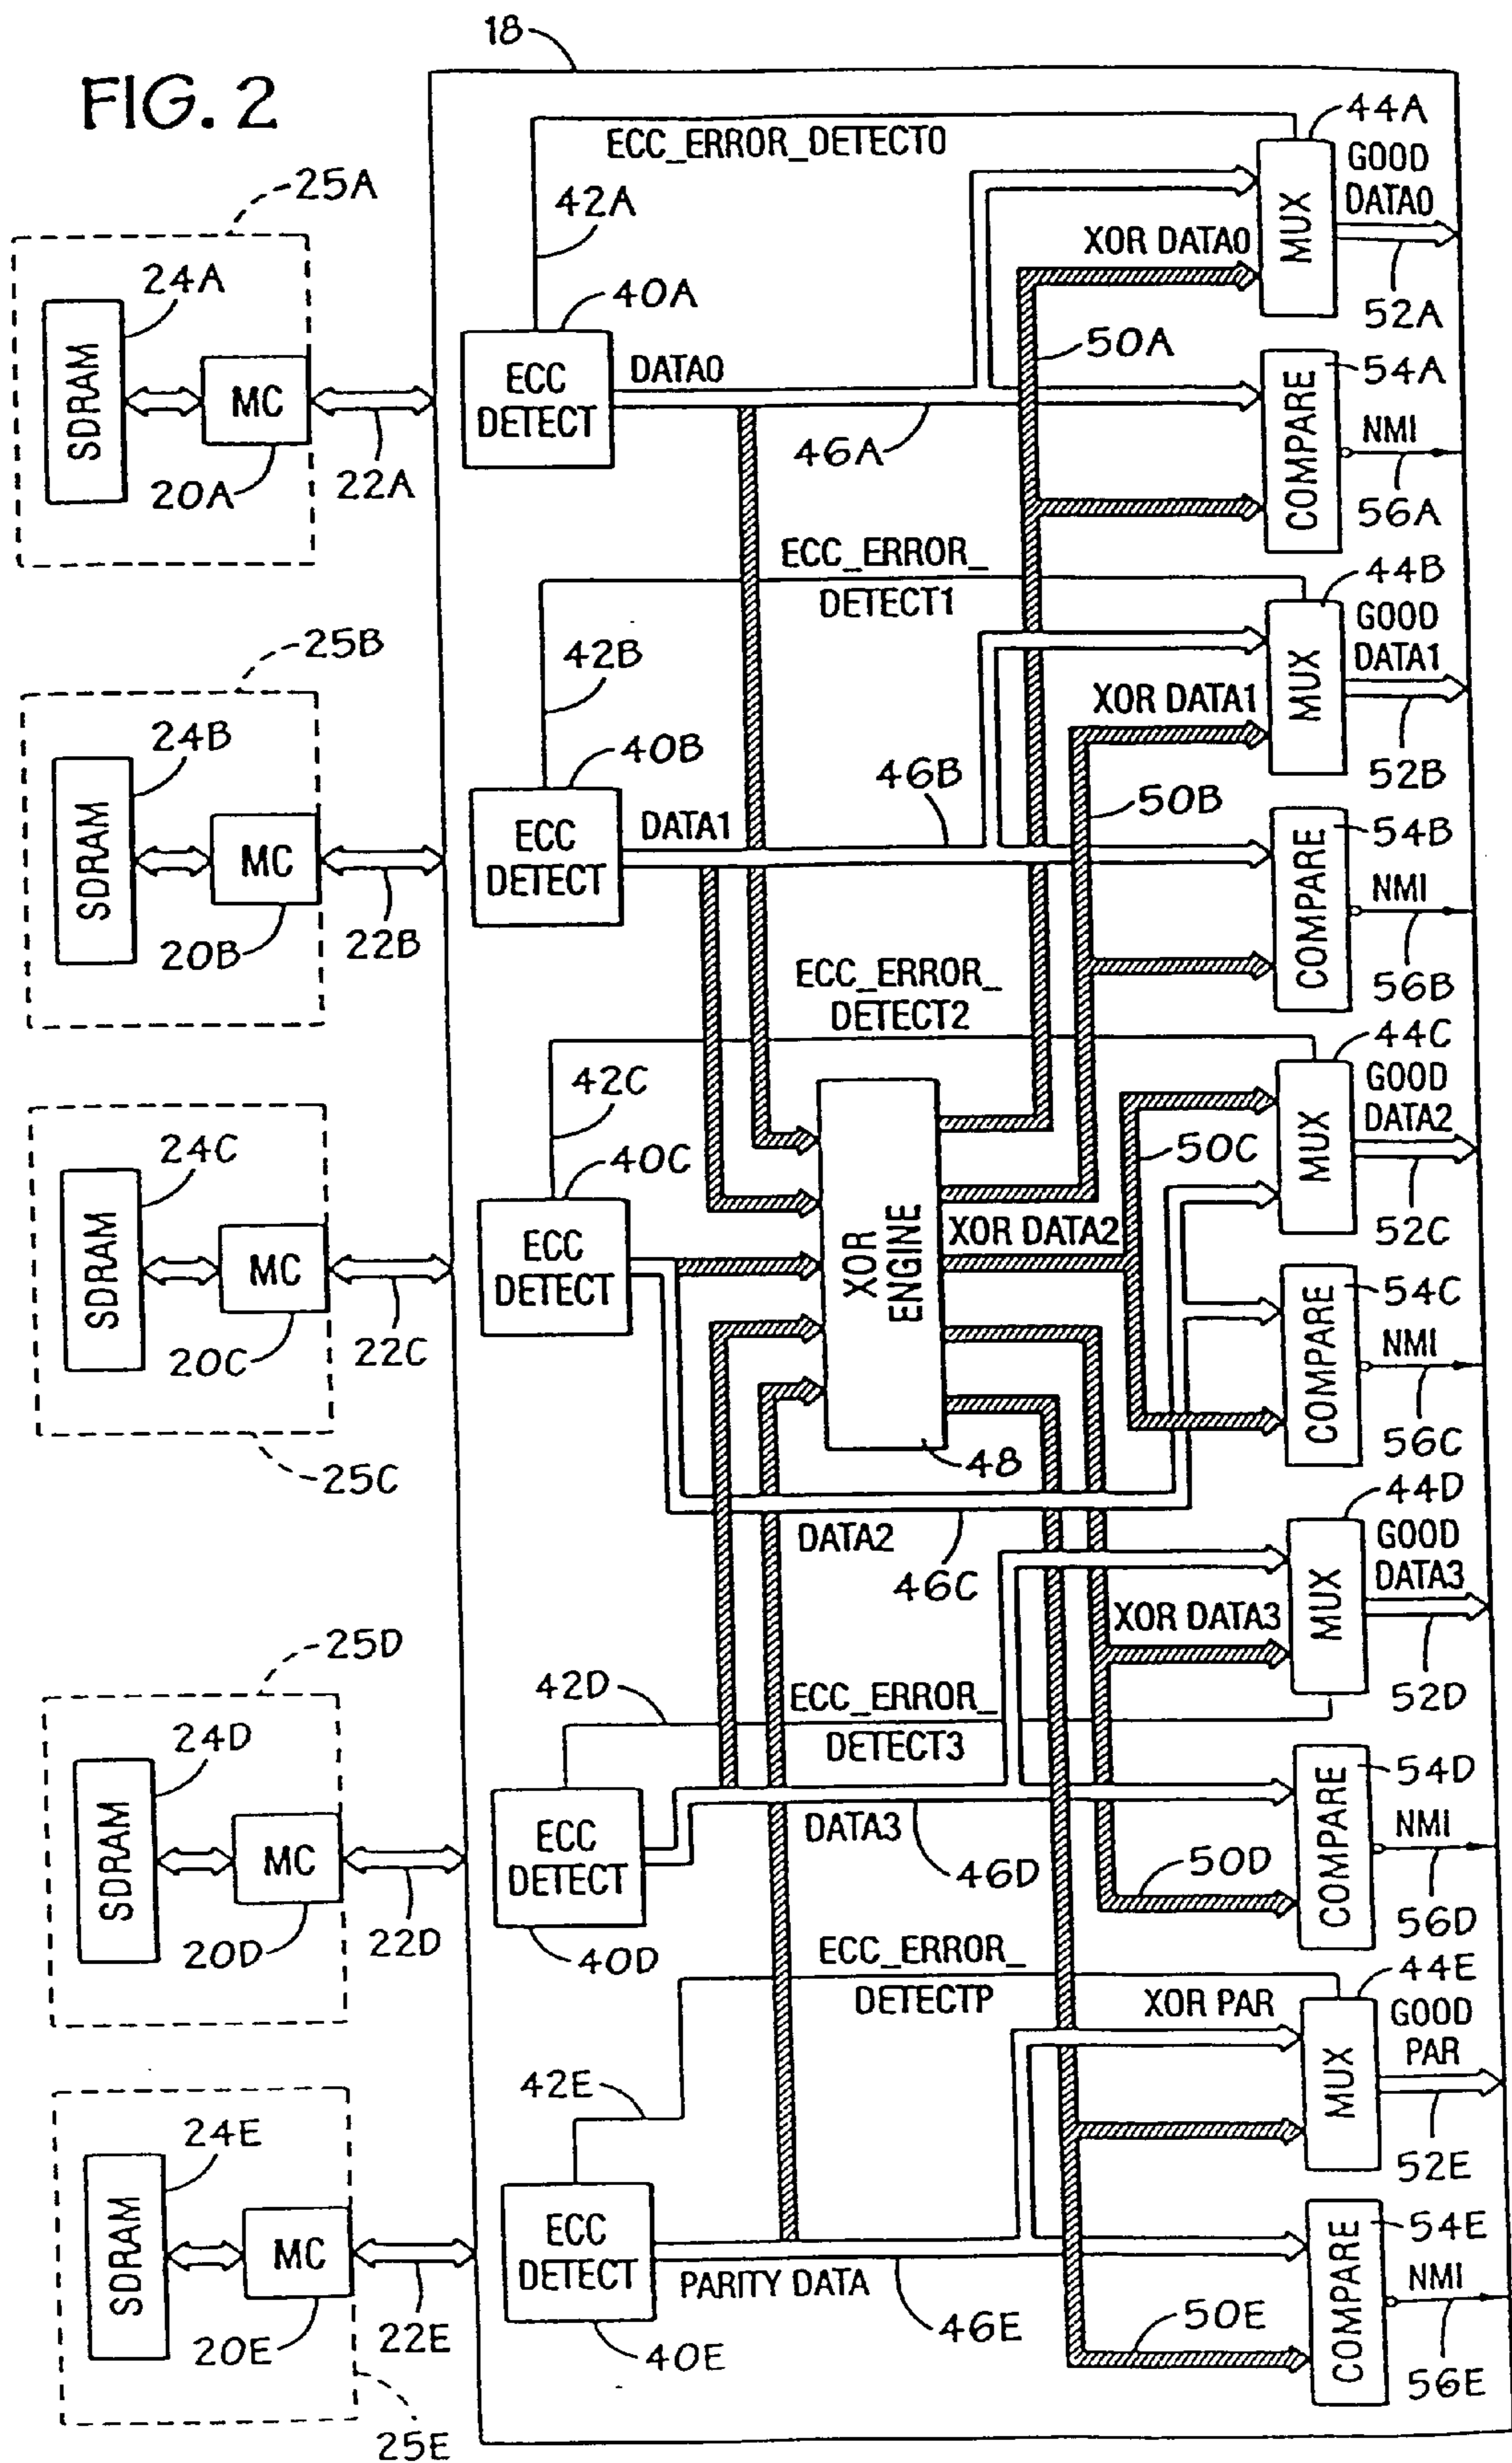 18
FIG. 2
44A
ECC_ERROR_DETECT0
GOOD
DATA0
25A
42A
MUX
XOR DATA0
24A
40A
52A
SDRAM
MC
ECC
DETECT
DATA0
50A
54A
COMPARE
NMI
20A
22A
46A
56A
ECC_ERROR_
DETECT1
44B
GOOD
DATA1
25B
42B
MUX
XOR DATA1
24B
40B
46B
50B
52B
SDRAM
MC
ECC
DETECT
DATA1
54B
COMPARE
NMI
20B
22B
56B
ECC_ERROR_
DETECT2
44C
GOOD
DATA2
42C
MUX
24C
40C
50C
52C
SDRAM
MC
ECC
DETECT
XOR
ENGINE
XOR DATA2
54C
COMPARE
NMI
20C
22C
56C
25C
48
44D
DATA2
46C
GOOD
DATA3
MUX
XOR DATA3
25D
42D
ECC_ERROR_
DETECT3
52D
24D
54D
SDRAM
MC
ECC
DETECT
DATA3
46D
50D
COMPARE
NMI
20D
22D
40D
56D
ECC_ERROR_
DETECTP
44E
XOR PAR
GOOD
PAR
MUX
25E
42E
24E
52E
SDRAM
MC
ECC
DETECT
PARITY DATA
54E
COMPARE
NMI
20E
22E
40E
46E
50E
56E